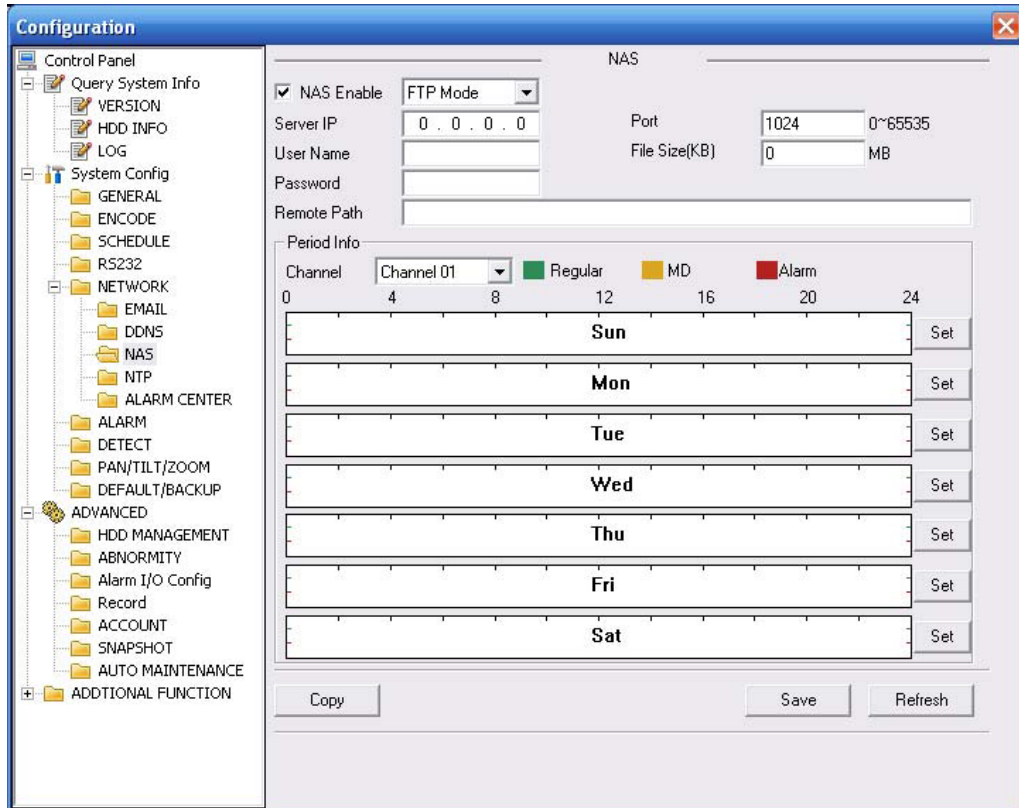 Configuration
Control Panel
Query System Info
VERSION
HDD INFO
LOG
System Config
GENERAL
ENCODE
SCHEDULE
RS232
NETWORK
EMAIL
DDNS
NAS
NTP
ALARM CENTER
ALARM
DETECT
PAN/TILT/ZOOM
DEFAULT/BACKUP
ADVANCED
HDD MANAGEMENT
ABNORMITY
Alarm I/O Config
Record
ACCOUNT
SNAPSHOT
AUTO MAINTENANCE
ADDTIONAL FUNCTION
NAS
NAS Enable FTP Mode
Server IP 0 . 0 . 0 . 0 Port 1024 0~65535
User Name File Size(KB) 0 MB
Password
Remote Path
Period Info
Channel Channel 01 Regular MD Alarm
0 4 8 12 16 20 24
Sun Set
Mon Set
Tue Set
Wed Set
Thu Set
Fri Set
Sat Set
Copy Save Refresh